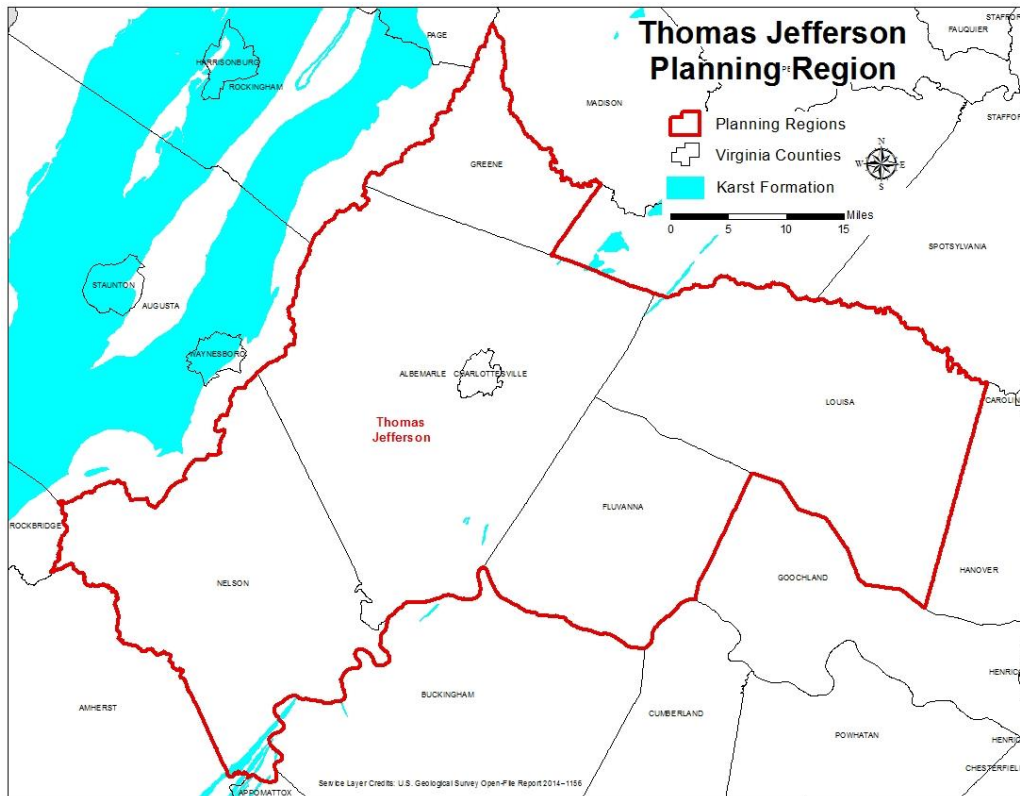 Thomas Jefferson
Planning Region
Planning Regions
Virginia Counties
Karst Formation
Miles
0 5 10 15
N
W E
S
PAGE
FAUQUIER
HARRISONBURG
ROCKINGHAM
MADISON
GREENE
SPOTSYLVANIA
STAUNTON
AUGUSTA
WAYNESBORO
ALBEMARLE
CHARLOTTESVILLE
LOUISA
Thomas
Jefferson
ROCKBRIDGE
FLUVANNA
NELSON
GOOCHLAND
HANOVER
AMHERST
BUCKINGHAM
CUMBERLAND
POWHATAN
APPOMATTOX
Service Layer Credits: U.S. Geological Survey Open-File Report 2014-1156